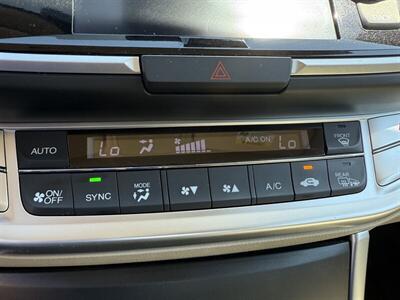 AUTO Lo A/C ON Lo FRONT
ON/OFF SYNC MODE A/C REAR